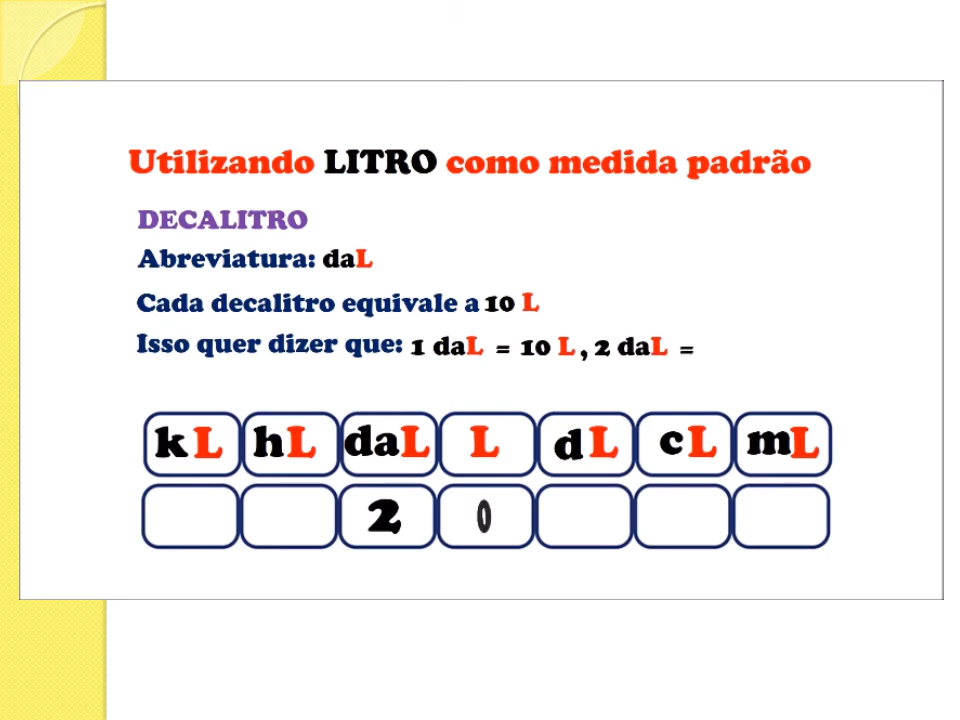 Utilizando LITRO como medida padrão
DECALITRO
Abreviatura: daL
Cada decalitro equivale a 10 L
Isso quer dizer que: 1 daL = 10 L , 2 daL =
kL hL daL L dL cL mL
2 0